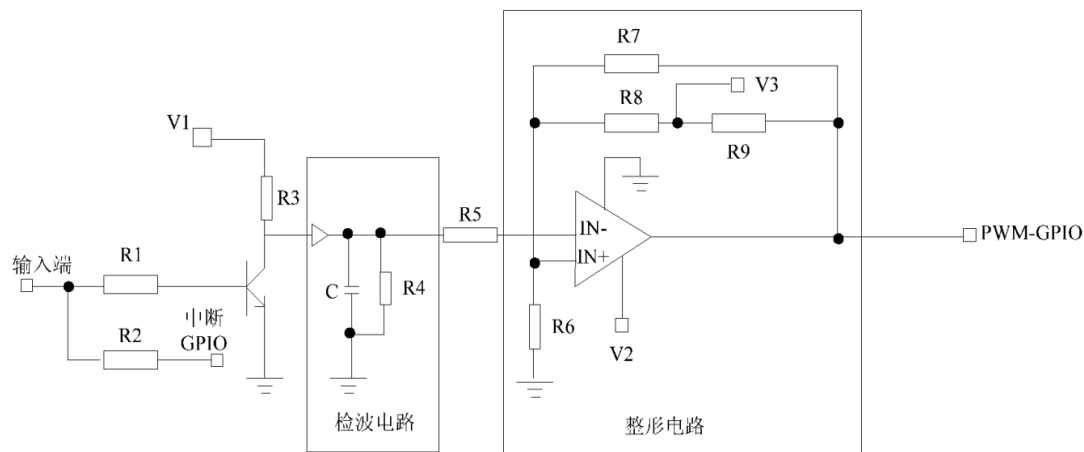 R7
V3
R8
R9
V1
R3
R5
IN-
IN+
PWM-GPIO
输入端
R1
C
R4
中断
GPIO
R2
R6
V2
检波电路
整形电路